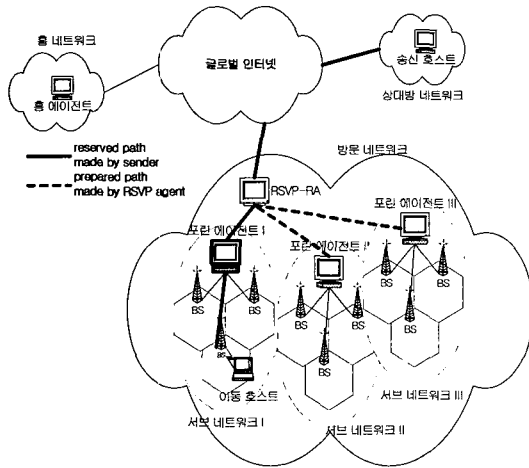 홈 네트워크
홈 에이전트
글로벌 인터넷
송신 호스트
상대방 네트워크
reserved path
made by sender
prepared path
made by RSVP agent
방문 네트워크
RSVP-RA
포린 에이전트 III
포린 에이전트 I
포린 에이전트 II
BS
BS
BS
BS
BS
BS
BS
BS
BS
이동 호스트
서브 네트워크 I
서브 네트워크 II
서브 네트워크 III